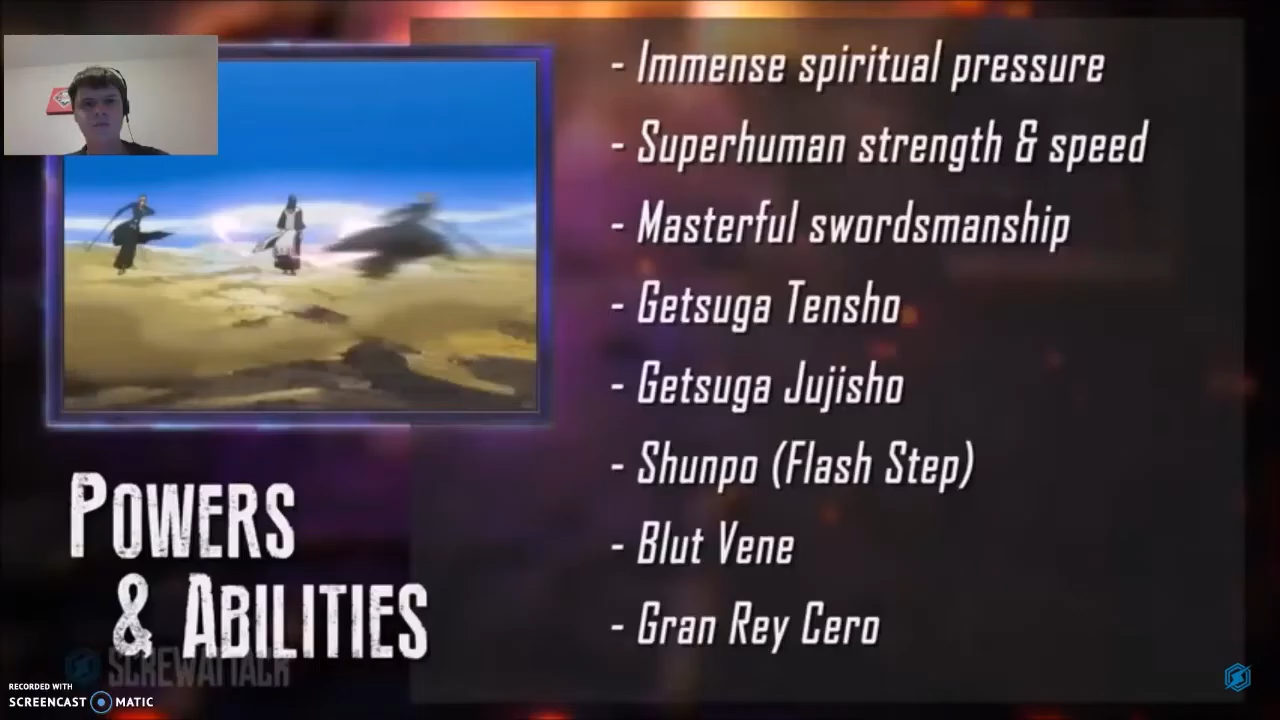 - Immense spiritual pressure
- Superhuman strength & speed
- Masterful swordsmanship
- Getsuga Tensho
- Getsuga Jujisho
- Shunpo (Flash Step)
- Blut Vene
- Gran Rey Cero
POWERS
& ABILITIES
SCREWATTACK
RECORDED WITH
SCREENCAST MATIC